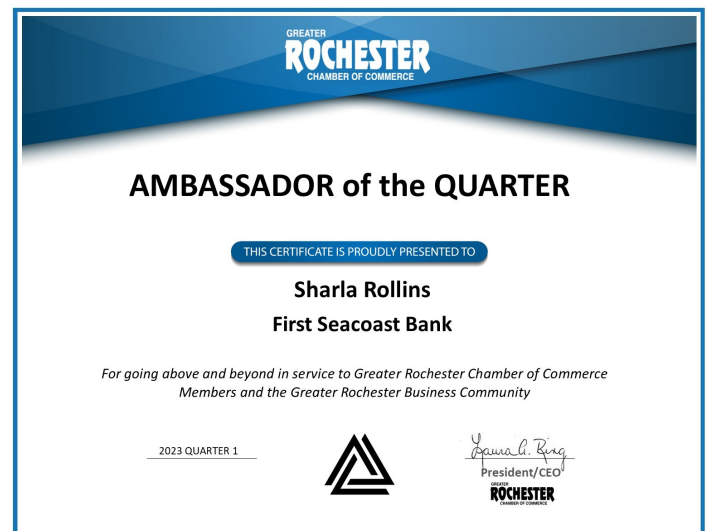 GREATER
ROCHESTER
CHAMBER OF COMMERCE
AMBASSADOR of the QUARTER
THIS CERTIFICATE IS PROUDLY PRESENTED TO
Sharla Rollins
First Seacoast Bank
For going above and beyond in service to Greater Rochester Chamber of Commerce
Members and the Greater Rochester Business Community
2023 QUARTER 1
Laura A. Ring
President/CEO
GREATER
ROCHESTER
CHAMBER OF COMMERCE